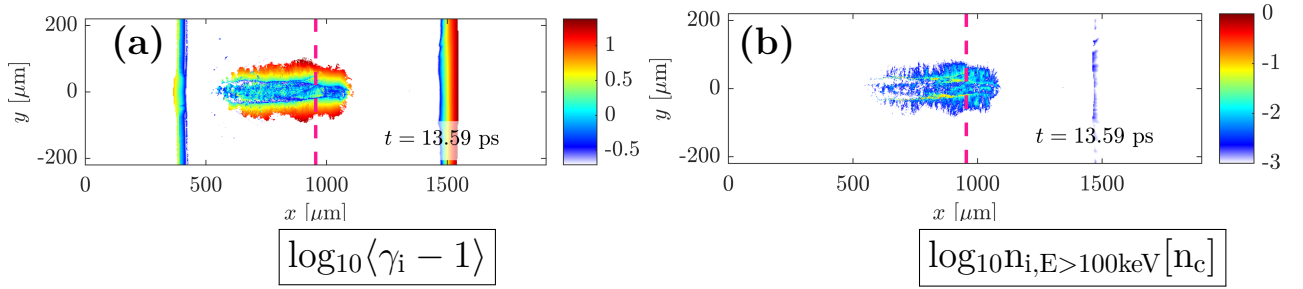 200
0
-200
y [μm]
(a)
t = 13.59 ps
0
500
1000
1500
x [μm]
1
0.5
0
-0.5
log₁₀⟨γᵢ − 1⟩
200
0
-200
y [μm]
(b)
t = 13.59 ps
0
500
1000
1500
x [μm]
0
-1
-2
-3
log₁₀n_{i,E>100keV}[n_c]